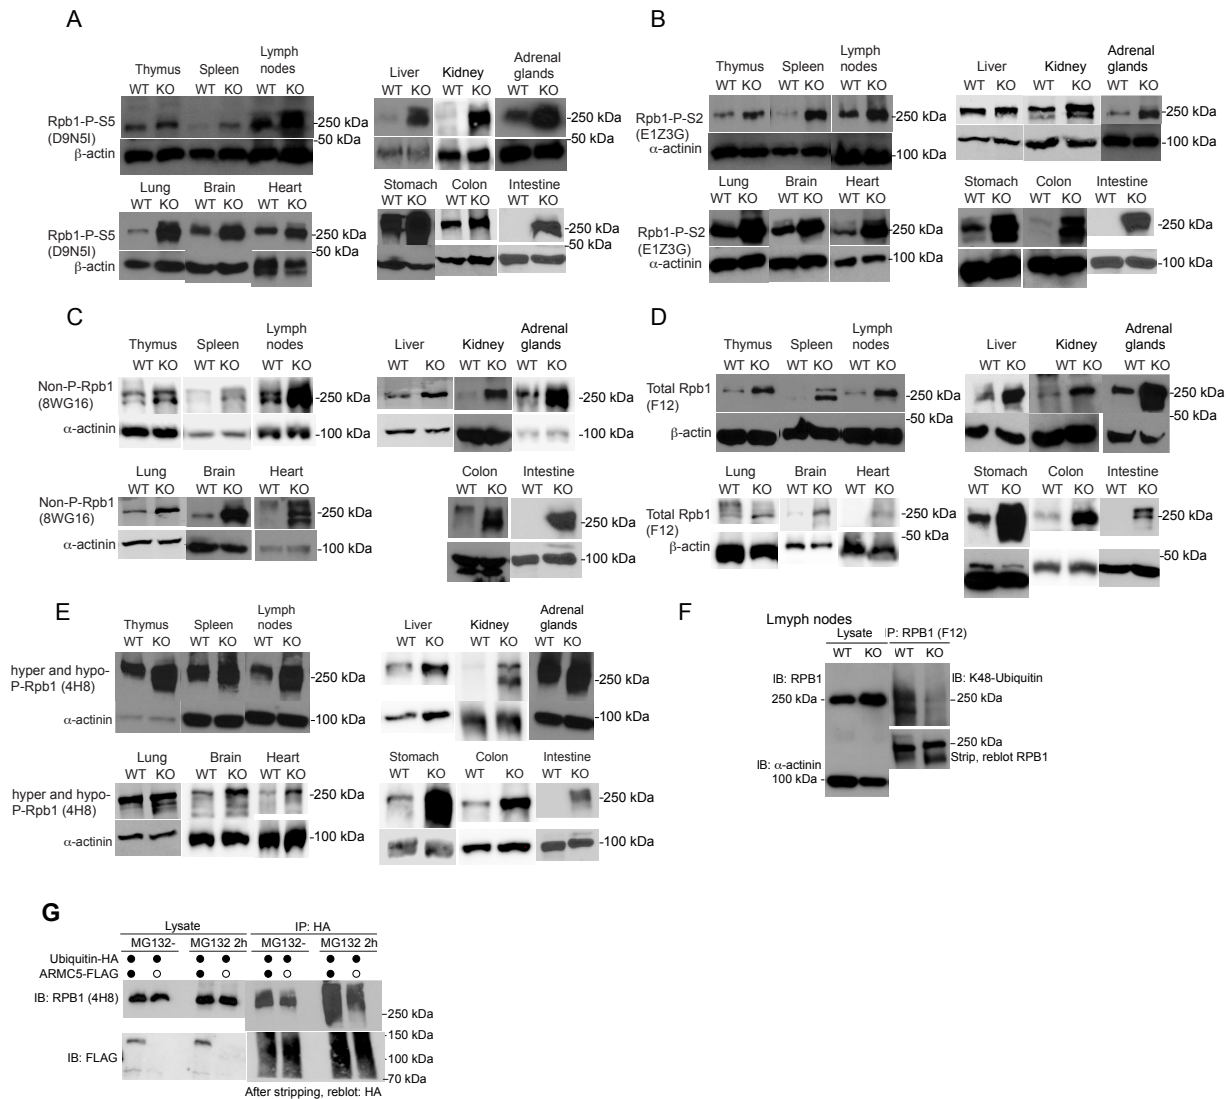 A
Thymus Spleen Lymph nodes Liver Kidney Adrenal glands
WT KO WT KO WT KO WT KO WT KO WT KO
Rpb1-P-S5
(D9N5I)
-250 kDa -250 kDa
-50 kDa -50 kDa
β-actin
Lung Brain Heart Stomach Colon Intestine
WT KO WT KO WT KO WT KO WT KO WT KO
Rpb1-P-S5
(D9N5I)
-250 kDa -250 kDa
-50 kDa -50 kDa
β-actin
B
Thymus Spleen Lymph nodes Liver Kidney Adrenal glands
WT KO WT KO WT KO WT KO WT KO WT KO
Rpb1-P-S2
(E1Z3G)
-250 kDa -250 kDa
α-actinin
-100 kDa -100 kDa
Lung Brain Heart Stomach Colon Intestine
WT KO WT KO WT KO WT KO WT KO WT KO
Rpb1-P-S2
(E1Z3G)
-250 kDa -250 kDa
α-actinin
-100 kDa -100 kDa
C
Thymus Spleen Lymph nodes Liver Kidney Adrenal glands
WT KO WT KO WT KO WT KO WT KO WT KO
Non-P-Rpb1
(8WG16)
-250 kDa -250 kDa
α-actinin
-100 kDa -100 kDa
Lung Brain Heart Colon Intestine
WT KO WT KO WT KO WT KO WT KO
Non-P-Rpb1
(8WG16)
-250 kDa -250 kDa
α-actinin
-100 kDa -100 kDa
D
Thymus Spleen Lymph nodes Liver Kidney Adrenal glands
WT KO WT KO WT KO WT KO WT KO WT KO
Total Rpb1
(F12)
-250 kDa -250 kDa
-50 kDa -50 kDa
β-actin
Lung Brain Heart Stomach Colon Intestine
WT KO WT KO WT KO WT KO WT KO WT KO
Total Rpb1
(F12)
-250 kDa -250 kDa
-50 kDa -50 kDa
β-actin
E
Thymus Spleen Lymph nodes Liver Kidney Adrenal glands
WT KO WT KO WT KO WT KO WT KO WT KO
hyper and hypo-
P-Rpb1 (4H8)
-250 kDa -250 kDa
α-actinin
-100 kDa -100 kDa
Lung Brain Heart Stomach Colon Intestine
WT KO WT KO WT KO WT KO WT KO WT KO
hyper and hypo-
P-Rpb1 (4H8)
-250 kDa -250 kDa
α-actinin
-100 kDa -100 kDa
F
Lmyph nodes
Lysate IP: RPB1 (F12)
WT KO WT KO
IB: RPB1 IB: K48-Ubiquitin
250 kDa - - 250 kDa
- 250 kDa
Strip, reblot RPB1
IB: α-actinin
100 kDa -
G
Lysate IP: HA
MG132- MG132 2h MG132- MG132 2h
Ubiquitin-HA ● ● ● ● ● ● ● ●
ARMC5-FLAG ● ○ ● ○ ● ○ ● ○
IB: RPB1 (4H8)
-250 kDa
-150 kDa
IB: FLAG -100 kDa
-70 kDa
After stripping, reblot: HA